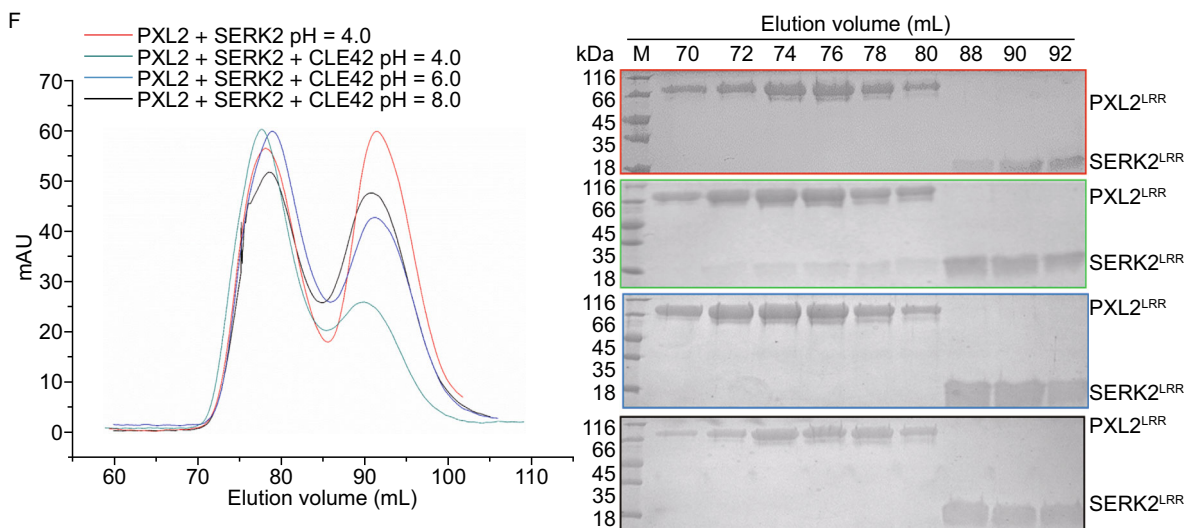 F
PXL2 + SERK2 pH = 4.0
PXL2 + SERK2 + CLE42 pH = 4.0
PXL2 + SERK2 + CLE42 pH = 6.0
PXL2 + SERK2 + CLE42 pH = 8.0
70
60
50
40
30
20
10
0
mAU
60 70 80 90 100 110
Elution volume (mL)
Elution volume (mL)
kDa M 70 72 74 76 78 80 88 90 92
116
66
45
35
18
PXL2LRR
SERK2LRR
116
66
45
35
18
PXL2LRR
SERK2LRR
116
66
45
35
18
PXL2LRR
SERK2LRR
116
66
45
35
18
PXL2LRR
SERK2LRR